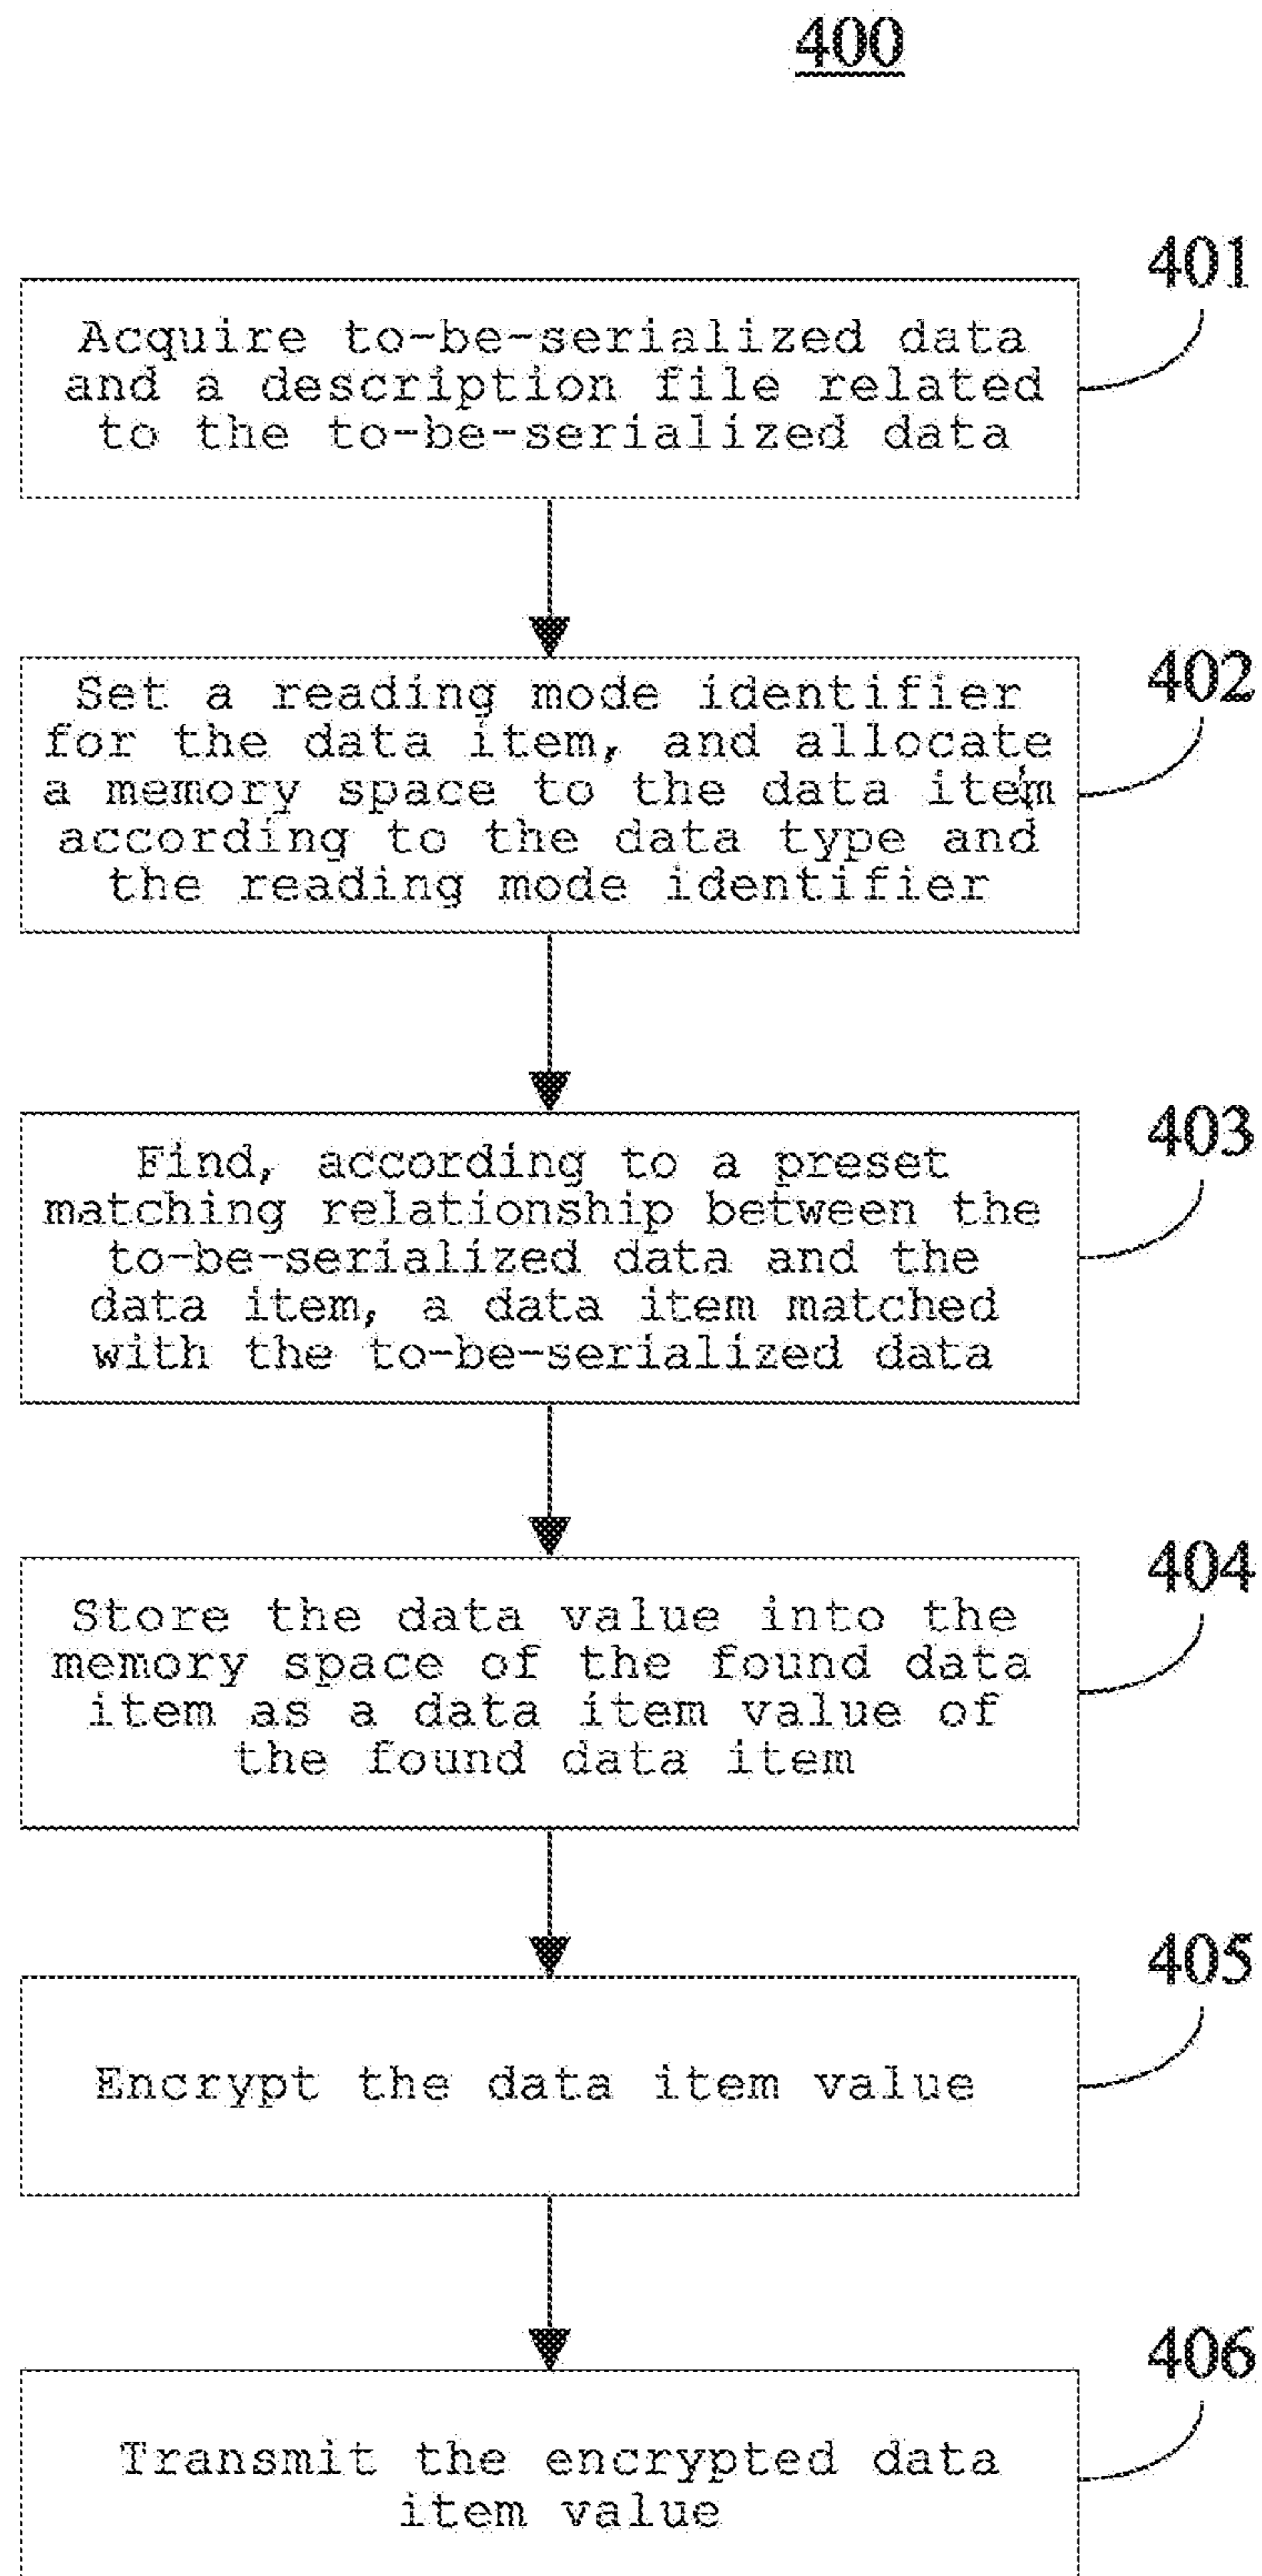 400
401
Acquire to-be-serialized data
and a description file related
to the to-be-serialized data
402
Set a reading mode identifier
for the data item, and allocate
a memory space to the data item
according to the data type and
the reading mode identifier
403
Find, according to a preset
matching relationship between the
to-be-serialized data and the
data item, a data item matched
with the to-be-serialized data
404
Store the data value into the
memory space of the found data
item as a data item value of
the found data item
405
Encrypt the data item value
406
Transmit the encrypted data
item value